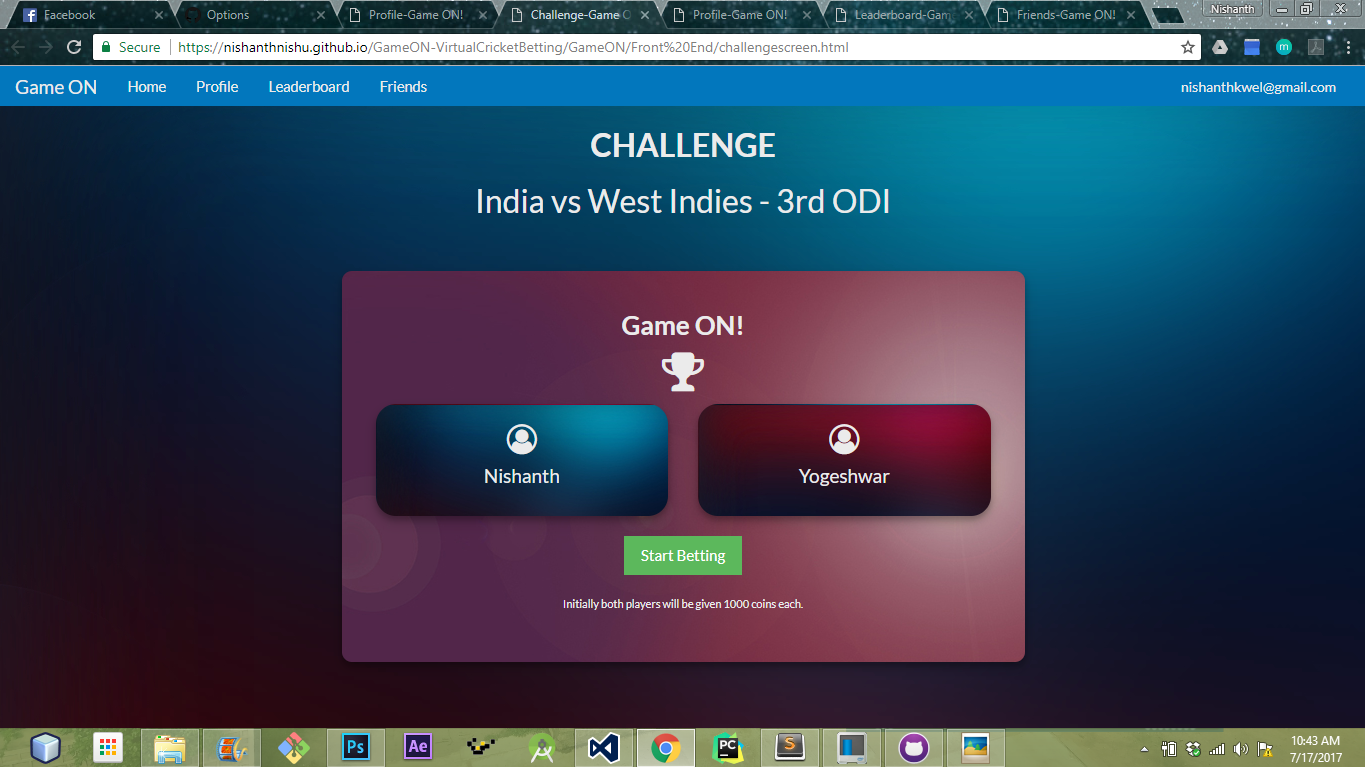 Facebook
Options
Profile-Game ON!
Challenge-Game O
Profile-Game ON!
Leaderboard-Gam
Friends-Game ON!
Nishanth
Secure
https://nishanthnishu.github.io/GameON-VirtualCricketBetting/GameON/Front%20End/challengescreen.html
m
Game ON Home Profile Leaderboard Friends nishanthkwel@gmail.com
CHALLENGE
India vs West Indies - 3rd ODI
Game ON!
Nishanth
Yogeshwar
Start Betting
Initially both players will be given 1000 coins each.
Ps
Ae
PC
S
10:43 AM
7/17/2017